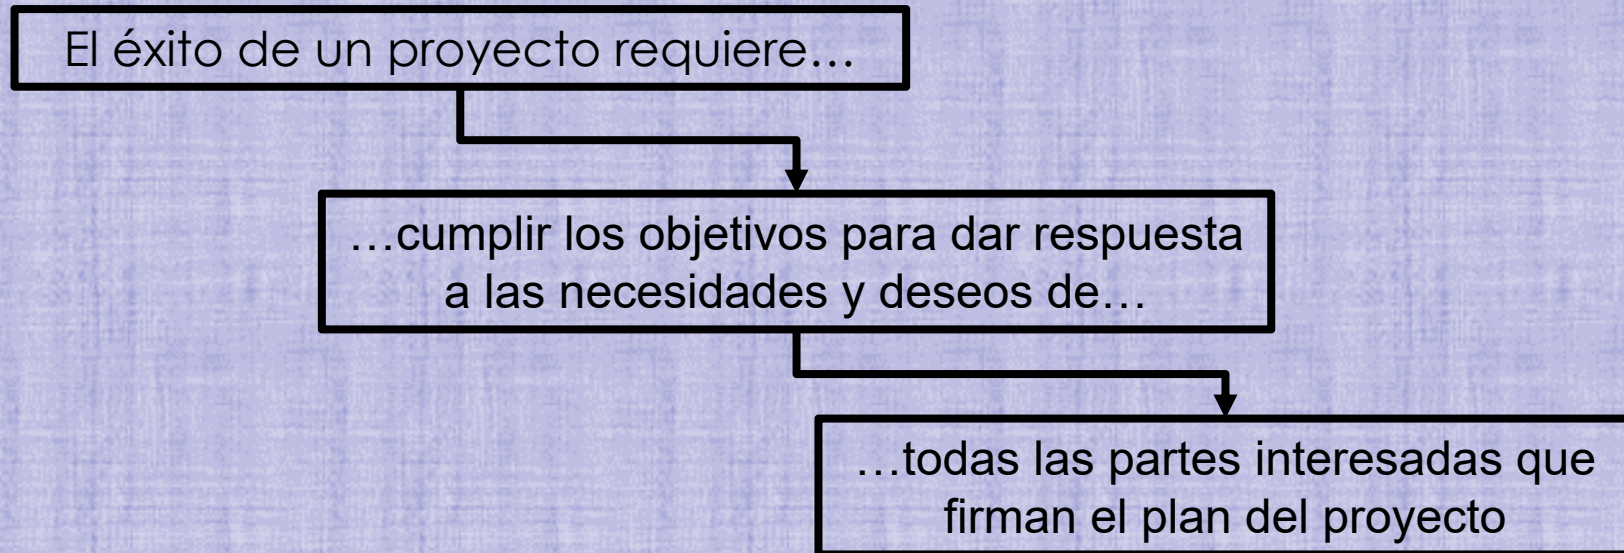 El éxito de un proyecto requiere…
…cumplir los objetivos para dar respuesta
a las necesidades y deseos de…
…todas las partes interesadas que
firman el plan del proyecto